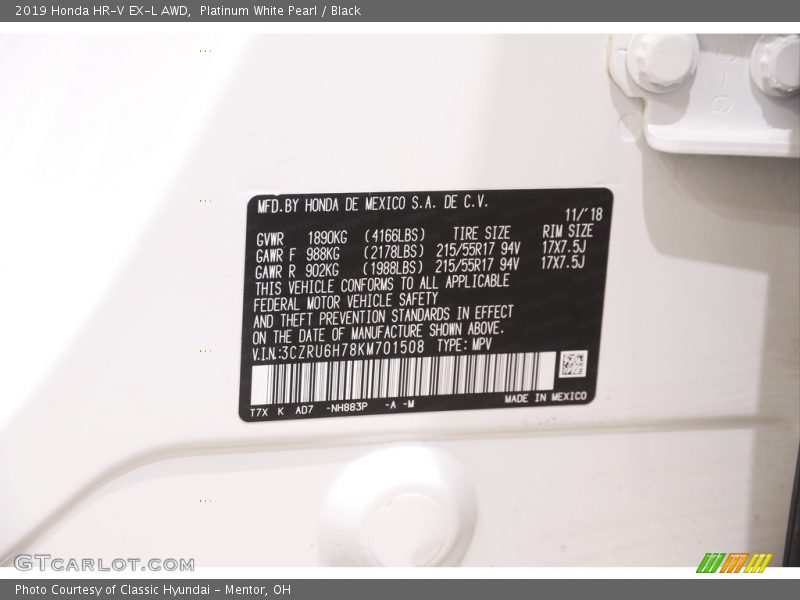 2019 Honda HR-V EX-L AWD, Platinum White Pearl / Black
MFD.BY HONDA DE MEXICO S.A. DE C.V.
11/'18
GVWR 1890KG (4166LBS) TIRE SIZE RIM SIZE
GAWR F 988KG (2178LBS) 215/55R17 94V 17X7.5J
GAWR R 902KG (1988LBS) 215/55R17 94V 17X7.5J
THIS VEHICLE CONFORMS TO ALL APPLICABLE
FEDERAL MOTOR VEHICLE SAFETY
AND THEFT PREVENTION STANDARDS IN EFFECT
ON THE DATE OF MANUFACTURE SHOWN ABOVE.
V.I.N.:3CZRU6H78KM701508 TYPE: MPV
T7X K AD7 -NH883P -A -M MADE IN MEXICO
GTCarLot.com
Photo Courtesy of Classic Hyundai - Mentor, OH